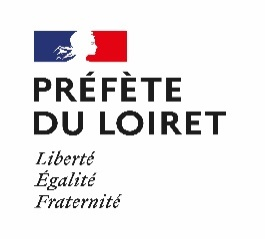 PRÉFÈTE
DU LOIRET
Liberté
Égalité
Fraternité